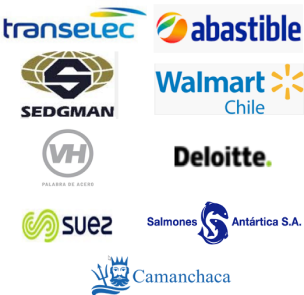 transelec
abastible
S
SEDGMAN
Walmart
Chile
VH
PALABRA DE ACERO
Deloitte.
suez
Salmones Antártica S.A.
Camanchaca